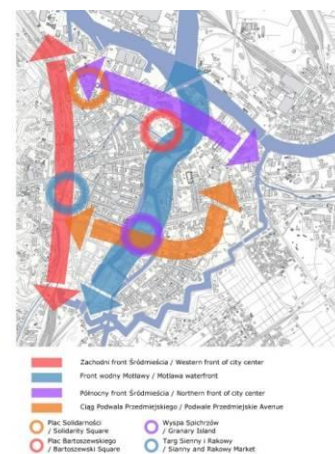 Zachodni front Śródmieścia / Western front of city center
Front wodny Motławy / Motlawa waterfront
Północny front Śródmieścia / Northern front of city center
Ciąg Podwala Przedmiejskiego / Podwale Przedmiejskie Avenue
Plac Solidarności
/ Solidarity Square
Plac Bartoszewskiego
/ Bartoszewski Square
Wyspa Spichrzów
/ Granary Island
Targ Sienny i Rakowy
/ Sianny and Rakowy Market